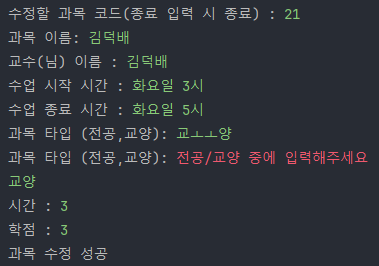 수정할 과목 코드(종료 입력 시 종료) : 21
과목 이름: 김덕배
교수(님) 이름 : 김덕배
수업 시작 시간 : 화요일 3시
수업 종료 시간 : 화요일 5시
과목 타입 (전공,교양): 교ㅗㅗ양
과목 타입 (전공,교양): 전공/교양 중에 입력해주세요
교양
시간 : 3
학점 : 3
과목 수정 성공